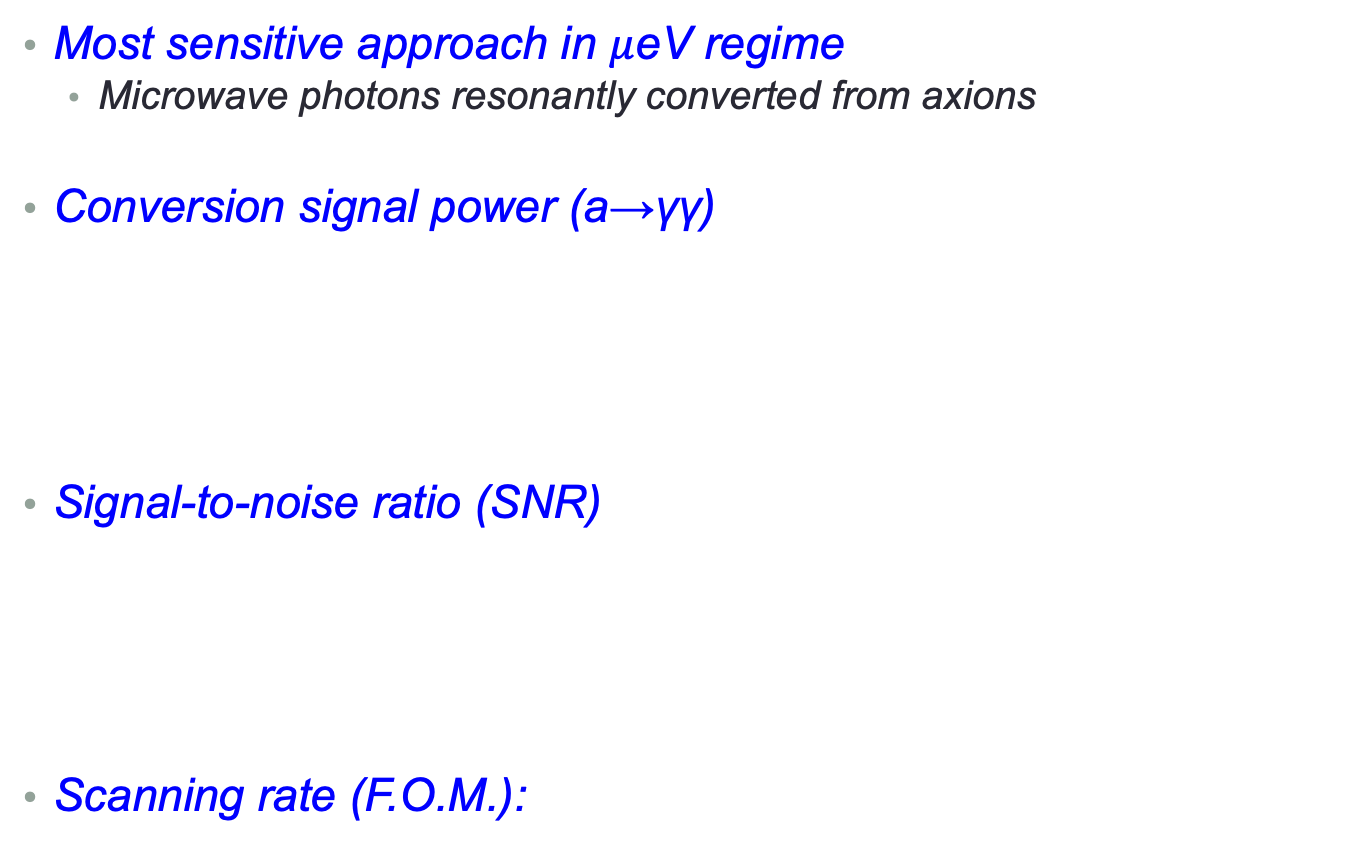 • Most sensitive approach in μeV regime
• Microwave photons resonantly converted from axions
• Conversion signal power (a→γγ)
• Signal-to-noise ratio (SNR)
• Scanning rate (F.O.M.):